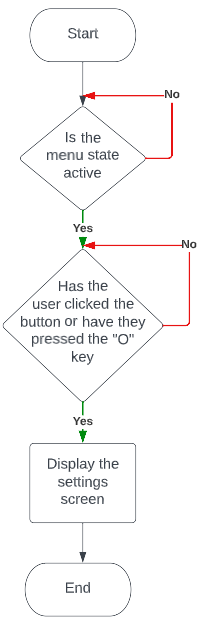 Start
No
Is the
menu state
active
Yes
No
Has the
user clicked the
button or have they
pressed the "O"
key
Yes
Display the
settings
screen
End